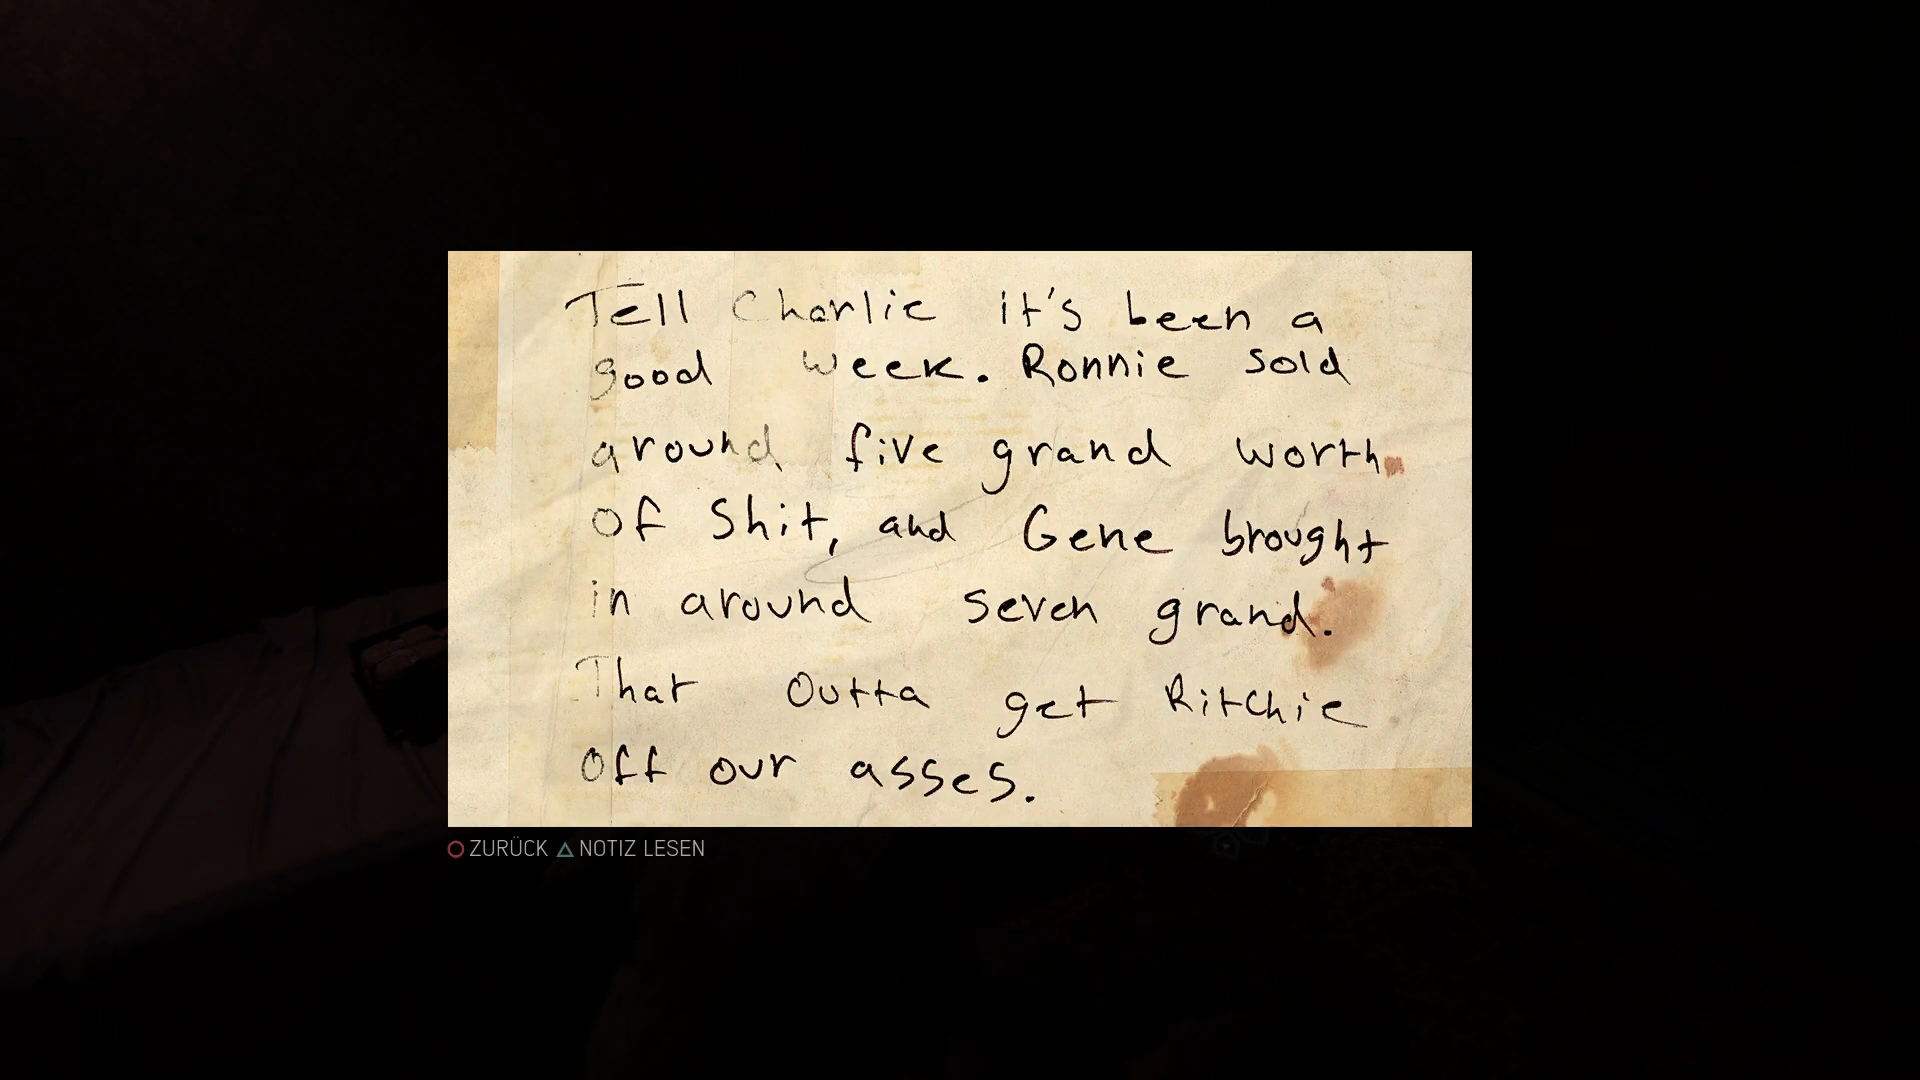 Tell Charlie it's been a
good week. Ronnie sold
around five grand worth
of Shit, and Gene brought
in around seven grand.
That Outta get Ritchie
Off our asses.
ZURÜCK NOTIZ LESEN